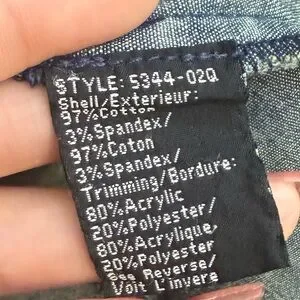 STYLE: 5344-02Q
Shell/Exterieur:
97%Cotton
3%Spandex/
97%Coton
3%Spandex/
Trimming/Bordure:
80%Acrylic
20%Polyester/
80%Acrylique,
20%Polyester
See Reverse/
Voit L'invere